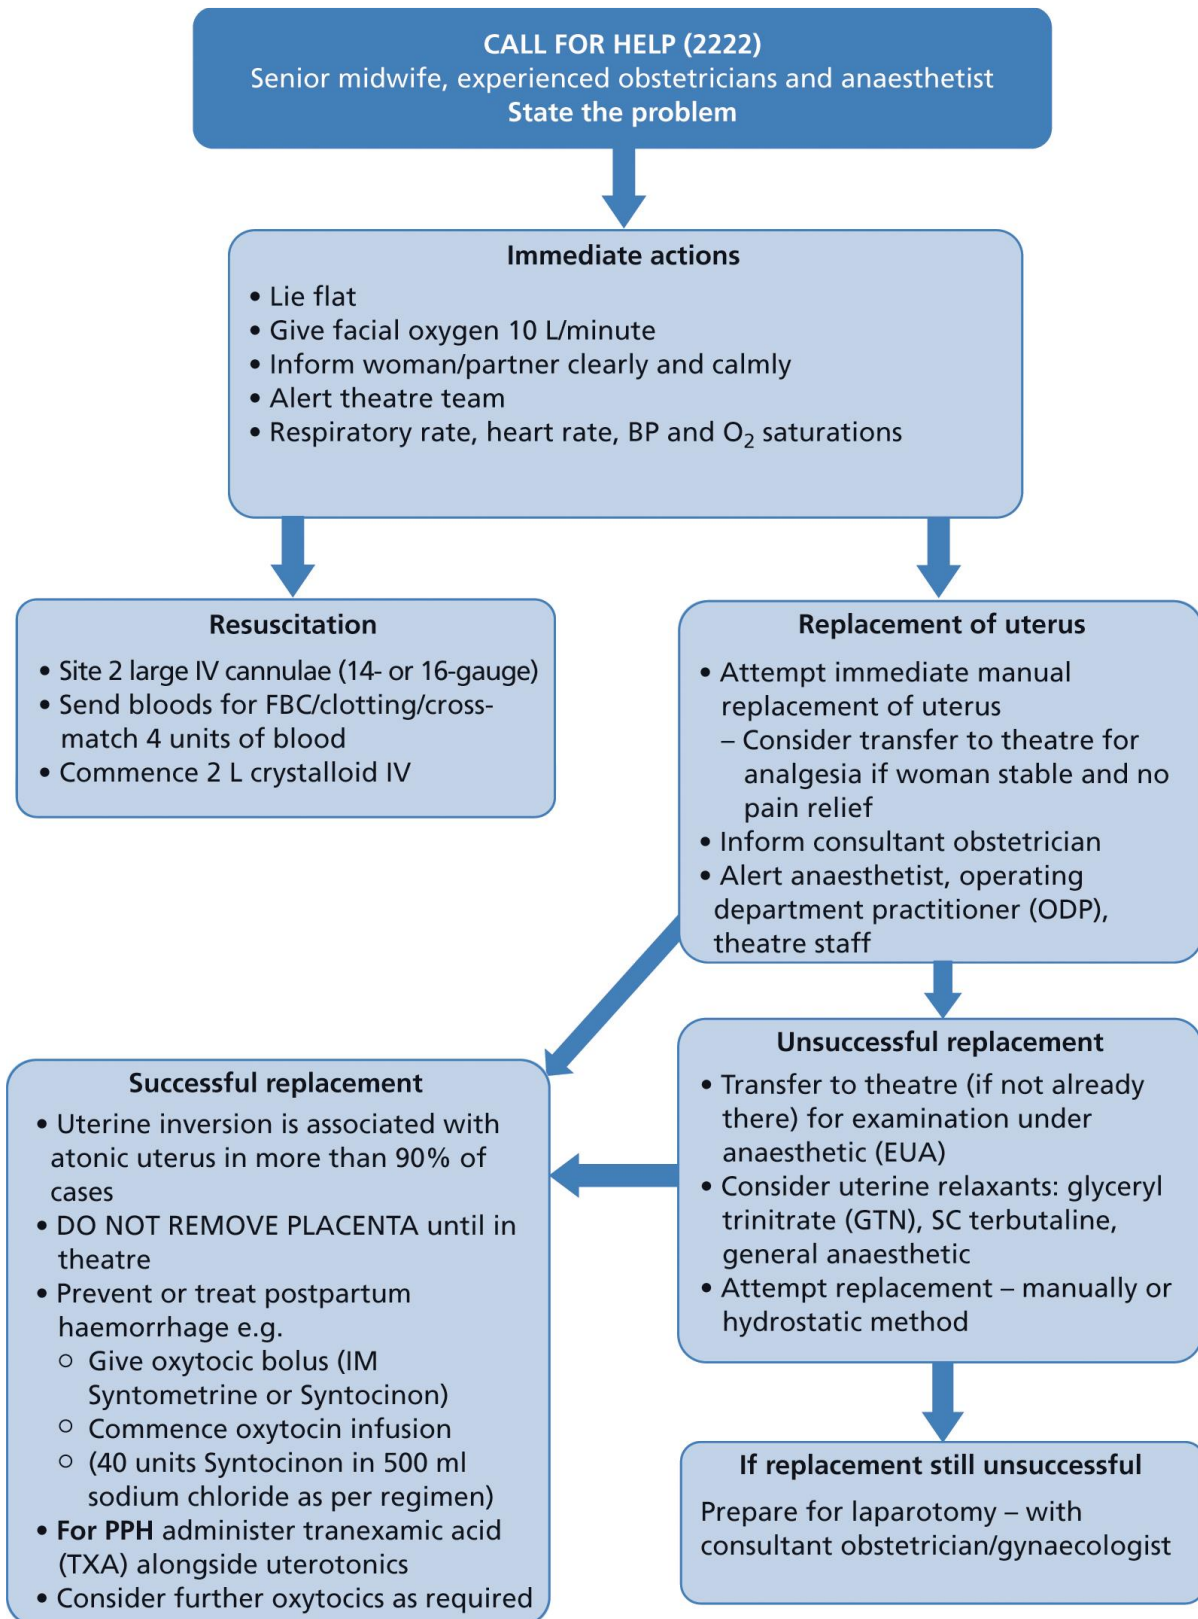 CALL FOR HELP (2222)
Senior midwife, experienced obstetricians and anaesthetist
State the problem
Immediate actions
• Lie flat
• Give facial oxygen 10 L/minute
• Inform woman/partner clearly and calmly
• Alert theatre team
• Respiratory rate, heart rate, BP and O₂ saturations
Resuscitation
• Site 2 large IV cannulae (14- or 16-gauge)
• Send bloods for FBC/clotting/cross-
match 4 units of blood
• Commence 2 L crystalloid IV
Replacement of uterus
• Attempt immediate manual
replacement of uterus
– Consider transfer to theatre for
analgesia if woman stable and no
pain relief
• Inform consultant obstetrician
• Alert anaesthetist, operating
department practitioner (ODP),
theatre staff
Successful replacement
• Uterine inversion is associated with
atonic uterus in more than 90% of
cases
• DO NOT REMOVE PLACENTA until in
theatre
• Prevent or treat postpartum
haemorrhage e.g.
○ Give oxytocic bolus (IM
Syntometrine or Syntocinon)
○ Commence oxytocin infusion
○ (40 units Syntocinon in 500 ml
sodium chloride as per regimen)
• For PPH administer tranexamic acid
(TXA) alongside uterotonics
• Consider further oxytocics as required
Unsuccessful replacement
• Transfer to theatre (if not already
there) for examination under
anaesthetic (EUA)
• Consider uterine relaxants: glyceryl
trinitrate (GTN), SC terbutaline,
general anaesthetic
• Attempt replacement – manually or
hydrostatic method
If replacement still unsuccessful
Prepare for laparotomy – with
consultant obstetrician/gynaecologist